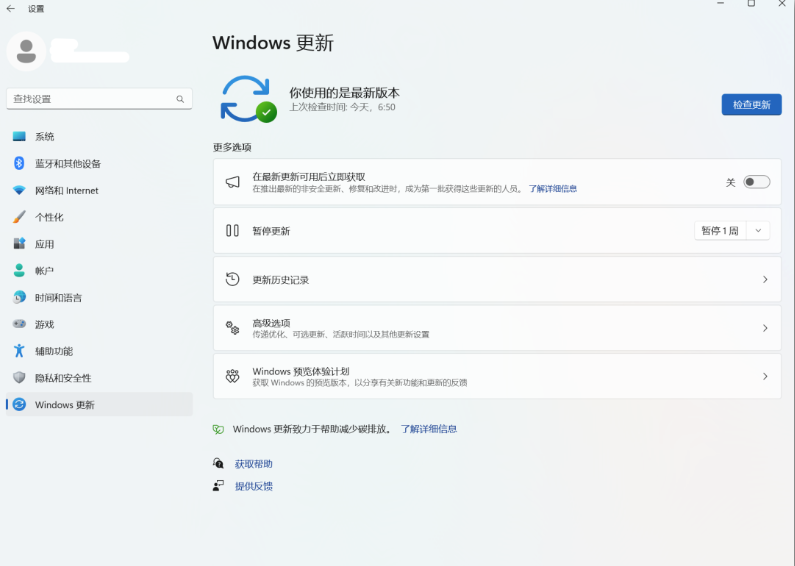 设置
Windows 更新
你使用的是最新版本
上次检查时间: 今天，6:50
检查更新
查找设置
系统
蓝牙和其他设备
网络和 Internet
个性化
应用
帐户
时间和语言
游戏
辅助功能
隐私和安全性
Windows 更新
更多选项
在最新更新可用后立即获取
在推出最新的非安全更新、修复和改进时，成为第一批获得这些更新的人员。 了解详细信息
关
暂停更新
暂停 1 周
更新历史记录
高级选项
传递优化、可选更新、活跃时间以及其他更新设置
Windows 预览体验计划
获取 Windows 的预览版本，以分享有关新功能和更新的反馈
Windows 更新致力于帮助减少碳排放。 了解详细信息
获取帮助
提供反馈